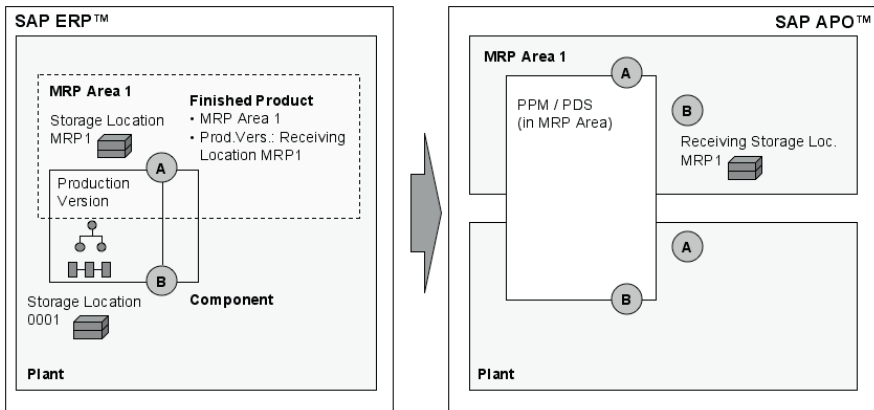 SAP ERP™
MRP Area 1
Storage Location
MRP1
Finished Product
• MRP Area 1
• Prod.Vers.: Receiving
Location MRP1
A
Production
Version
B
Component
Storage Location
0001
Plant
SAP APO™
MRP Area 1
A
PPM / PDS
(in MRP Area)
B
Receiving Storage Loc.
MRP1
A
B
Plant